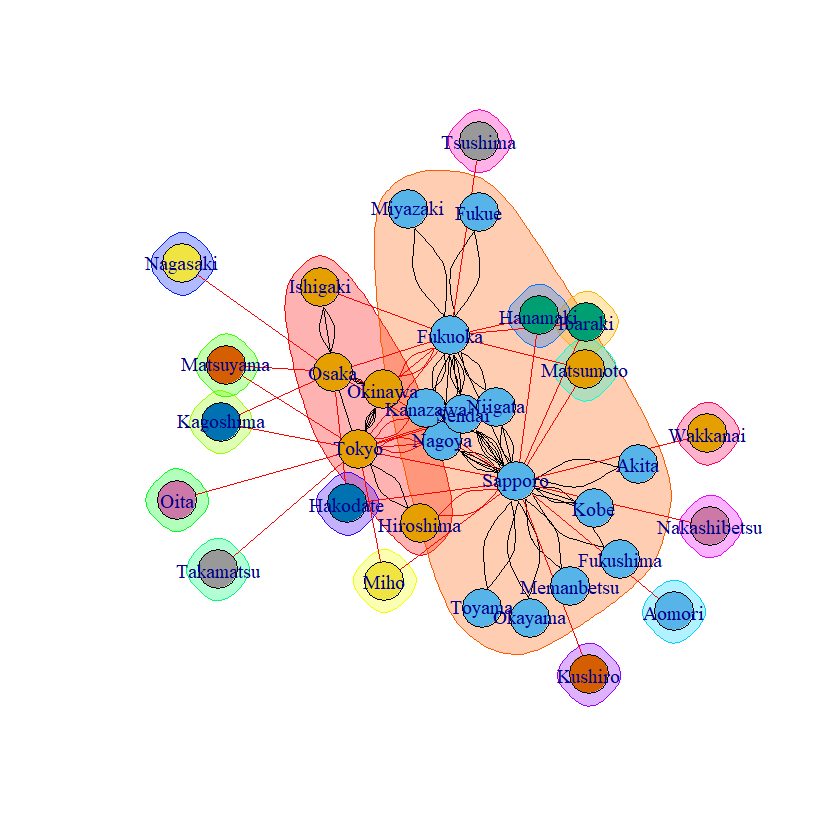 Tsushima
Miyazaki
Fukue
Nagasaki
Ishigaki
Hanamaki
Ibaraki
Fukuoka
Matsuyama
Osaka
Matsumoto
Okinawa
Kanazawa
Sendai
Niigata
Kagoshima
Wakkanai
Nagoya
Tokyo
Akita
Sapporo
Oita
Hakodate
Kobe
Hiroshima
Nakashibetsu
Fukushima
Takamatsu
Miho
Memanbetsu
Toyama
Okayama
Aomori
Kushiro